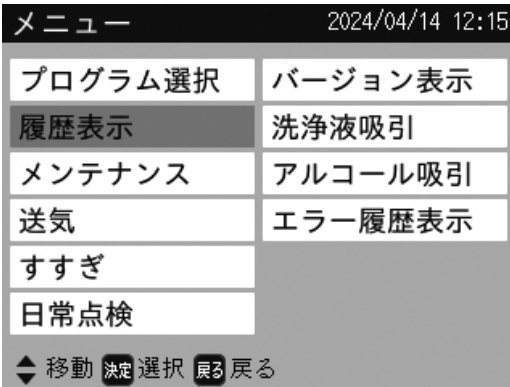 メニュー 2024/04/14 12:15
プログラム選択
履歴表示
メンテナンス
送気
すすぎ
日常点検
バージョン表示
洗浄液吸引
アルコール吸引
エラー履歴表示
移動 決定 選択 戻る 戻る